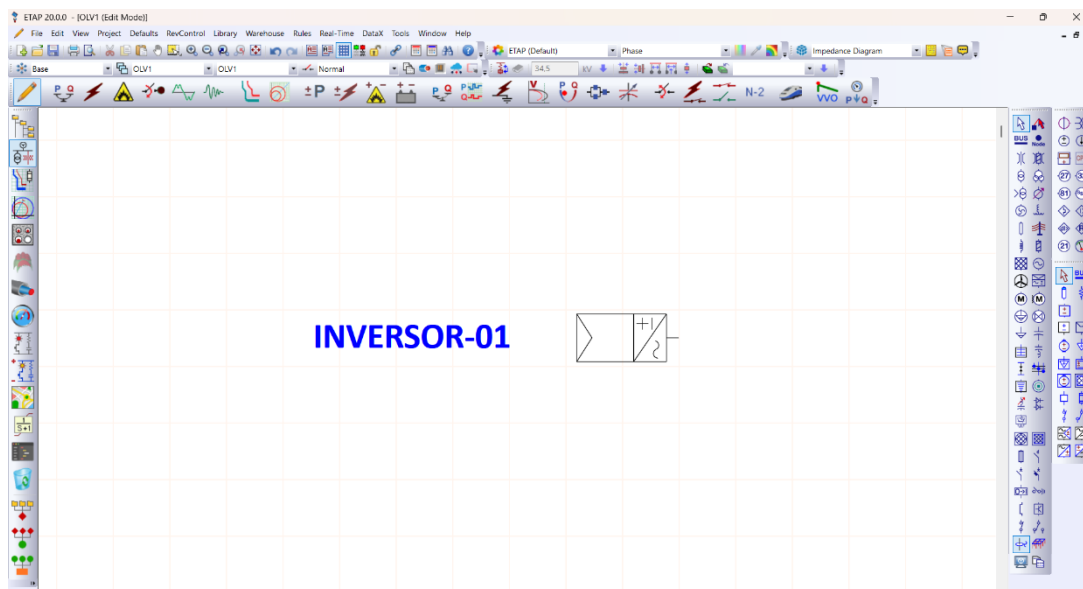 ETAP 20.0.0 - [OLV1 (Edit Mode)]
File Edit View Project Defaults RevControl Library Warehouse Rules Real-Time DataX Tools Window Help
ETAP (Default) Phase Impedance Diagram
Base OLV1 OLV1 Normal 34,5 kV
N-2 VVO
BUS Node
INVERSOR-01